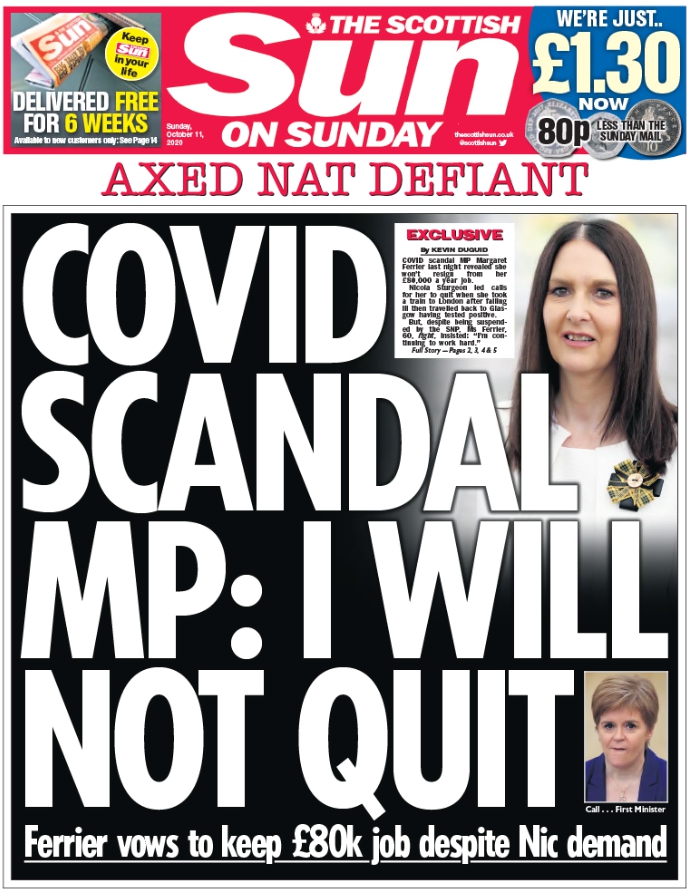 Keep
Sun
in your
life
Sun
DELIVERED FREE
FOR 6 WEEKS
Available to new customers only: See Page 14
THE SCOTTISH
Sun
ON SUNDAY
Sunday,
October 11,
2020
thescottishsun.co.uk
@scottishsun
WE'RE JUST..
£1.30
NOW
80p LESS THAN THE
SUNDAY MAIL
AXED NAT DEFIANT
EXCLUSIVE
By KEVIN DUGUID
COVID scandal MP Margaret
Ferrier last night revealed she
won't resign from her
£80,000 a year job.
Nicola Sturgeon led calls
for her to quit when she took
a train to London after falling
ill then travelled back to Glas-
gow having tested positive.
But, despite being suspend-
ed by the SNP, Ms Ferrier,
60, right, insisted: "I'm con-
tinuing to work hard."
Full Story — Pages 2, 3, 4 & 5
COVID
SCANDAL
MP: I WILL
NOT QUIT
Call . . . First Minister
Ferrier vows to keep £80k job despite Nic demand